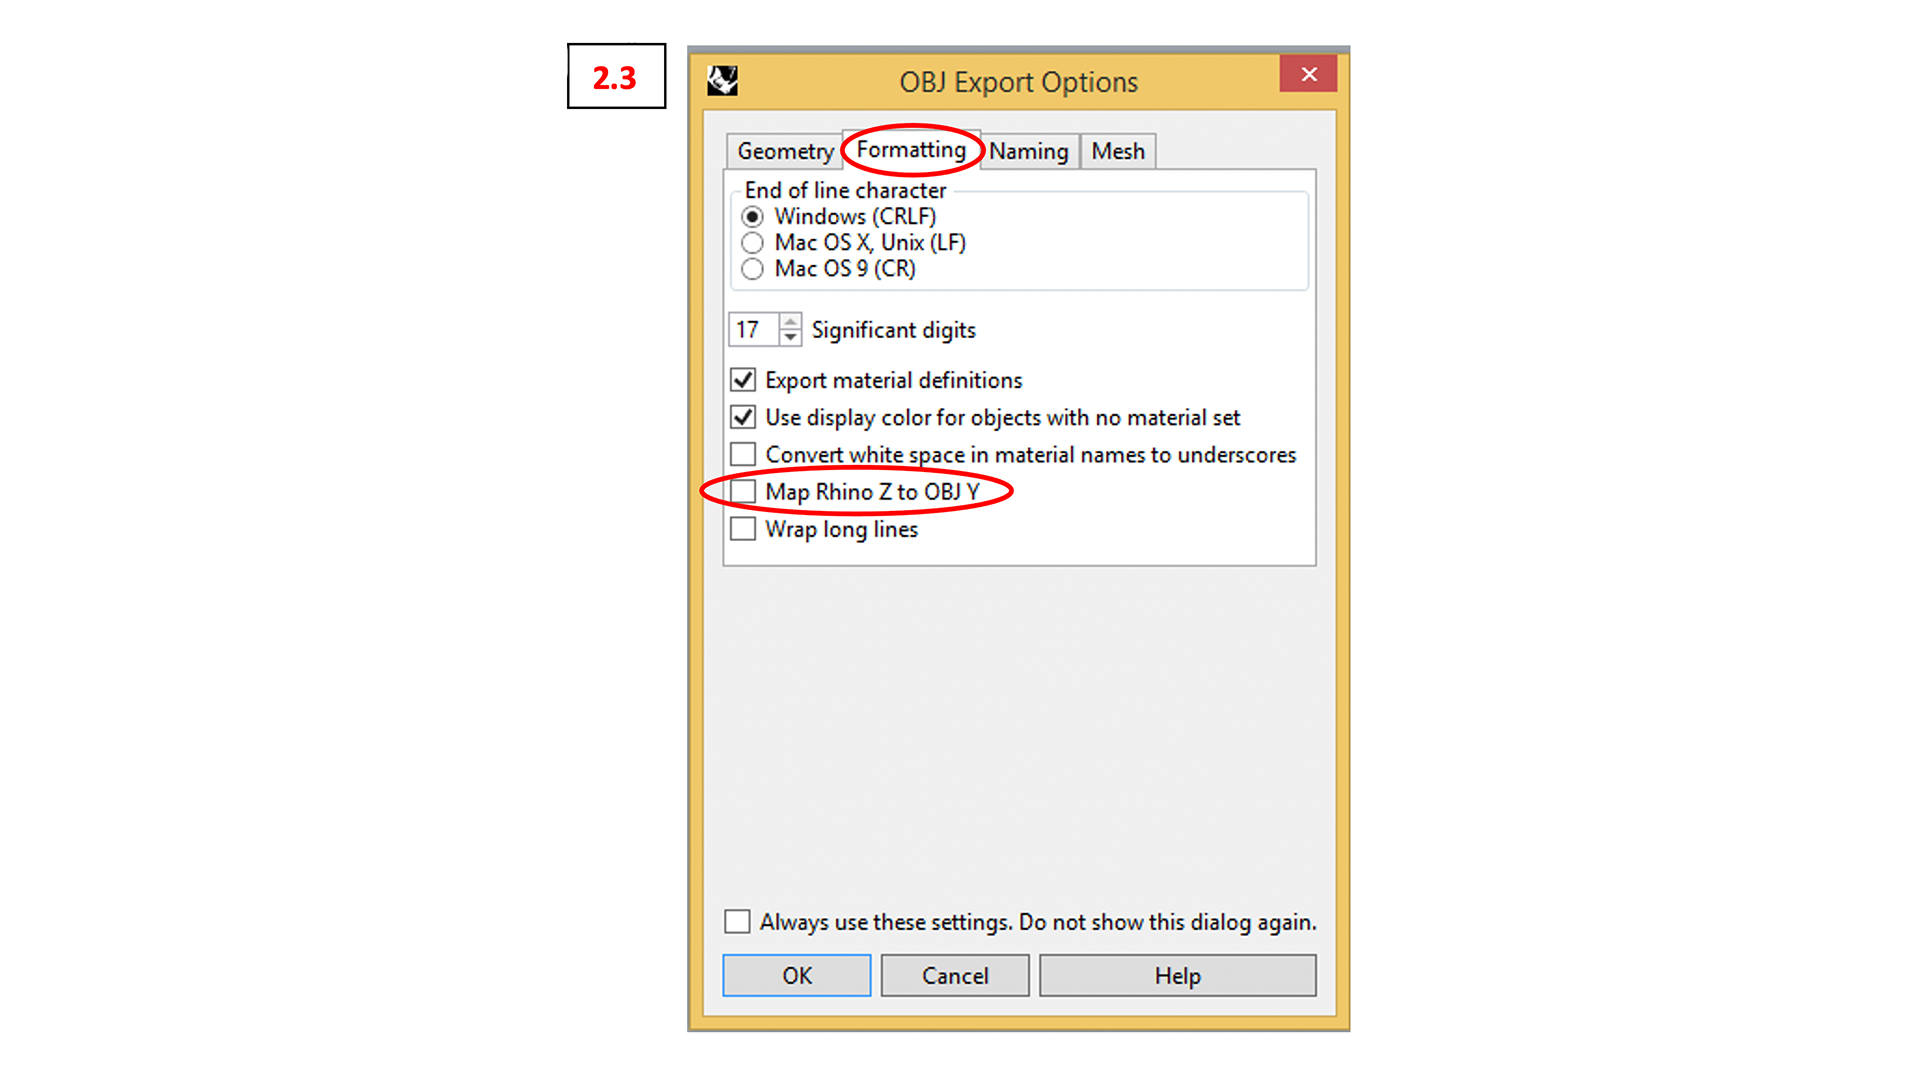 2.3
OBJ Export Options
Geometry Formatting Naming Mesh
End of line character
Windows (CRLF)
Mac OS X, Unix (LF)
Mac OS 9 (CR)
17 Significant digits
Export material definitions
Use display color for objects with no material set
Convert white space in material names to underscores
Map Rhino Z to OBJ Y
Wrap long lines
Always use these settings. Do not show this dialog again.
OK Cancel Help